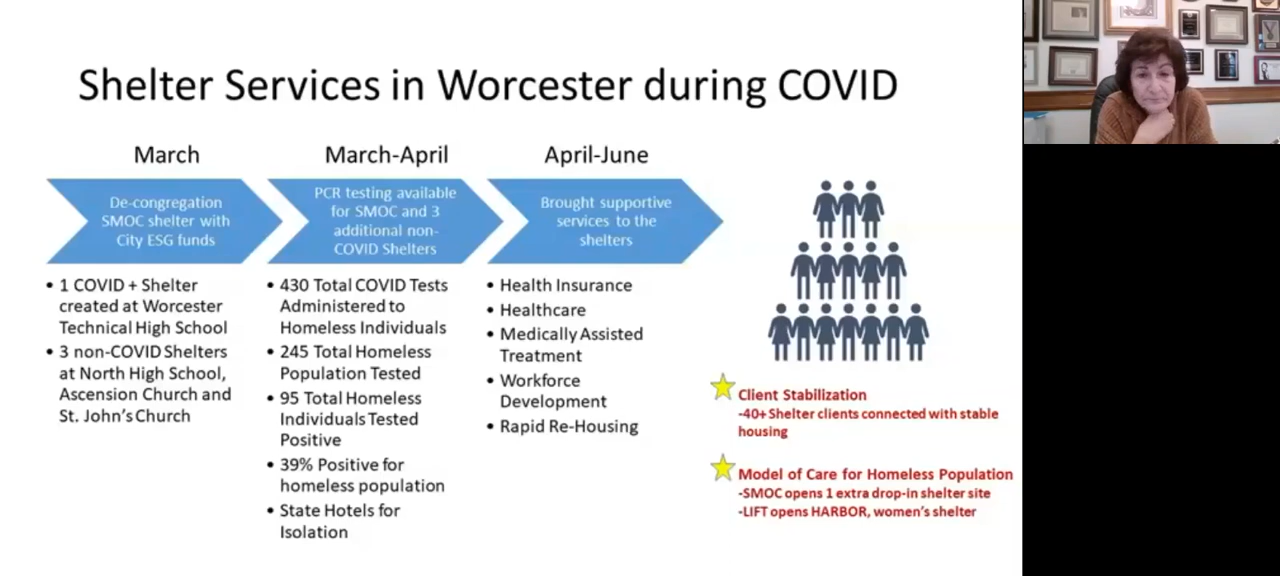 Shelter Services in Worcester during COVID
March
De-congregation
SMOC shelter with
City ESG funds
• 1 COVID + Shelter
created at Worcester
Technical High School
• 3 non-COVID Shelters
at North High School,
Ascension Church and
St. John's Church
March-April
PCR testing available
for SMOC and 3
additional non-
COVID Shelters
• 430 Total COVID Tests
Administered to
Homeless Individuals
• 245 Total Homeless
Population Tested
• 95 Total Homeless
Individuals Tested
Positive
• 39% Positive for
homeless population
• State Hotels for
Isolation
April-June
Brought supportive
services to the
shelters
• Health Insurance
• Healthcare
• Medically Assisted
Treatment
• Workforce
Development
• Rapid Re-Housing
Client Stabilization
-40+ Shelter clients connected with stable
housing
Model of Care for Homeless Population
-SMOC opens 1 extra drop-in shelter site
-LIFT opens HARBOR, women's shelter